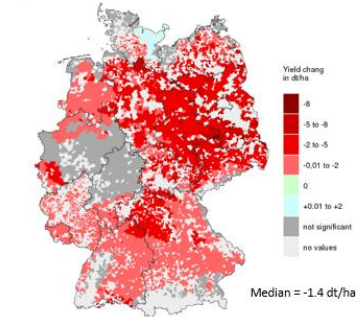 Yield chang
in dt/ha
-8
-5 to -8
-2 to -5
-0,01 to -2
0
+0.01 to +2
not significant
no values
Median = -1.4 dt/ha